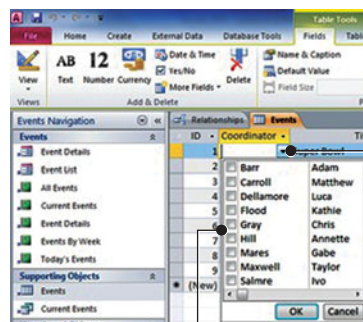 Table Tools
File Home Create External Data Database Tools Fields Tabl
View
AB Text
12 Number
Currency
Date & Time
Yes/No
More Fields
Delete
Name & Caption
Default Value
Field Size
Views
Add & Delete
Events Navigation
Relationships
Events
Events
Event Details
Event List
All Events
Current Events
Event Details
Events By Week
Today's Events
Supporting Objects
Events
Current Events
ID Coordinator Ti
1 Super Bowl
2 Barr Adam
3 Carroll Matthew
4 Dellamore Luca
5 Flood Kathie
6 Gray Chris
7 Hill Annette
8 Mares Gabe
9 Maxwell Taylor
(New) Salmre Ivo
OK Cancel